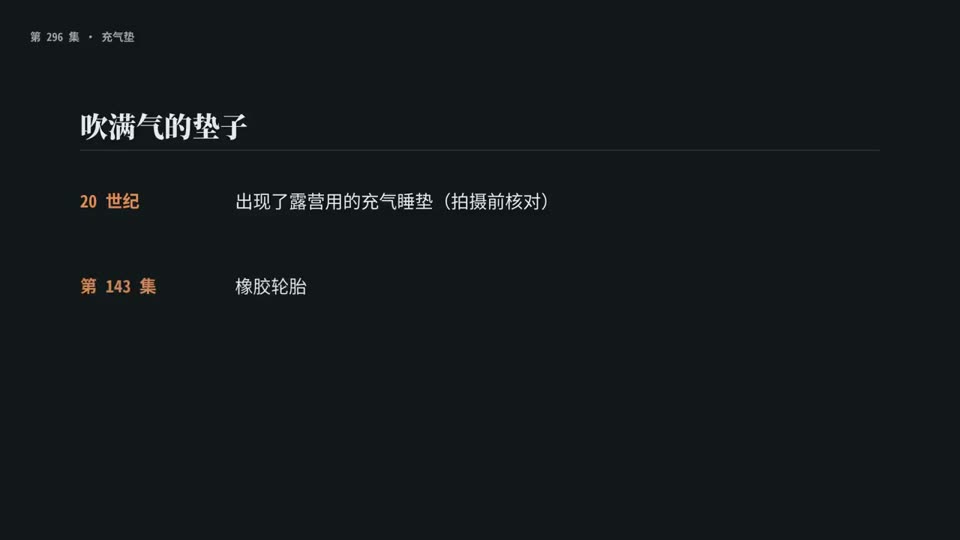 第 296 集 · 充气垫
吹满气的垫子
20 世纪 出现了露营用的充气睡垫（拍摄前核对）
第 143 集 橡胶轮胎